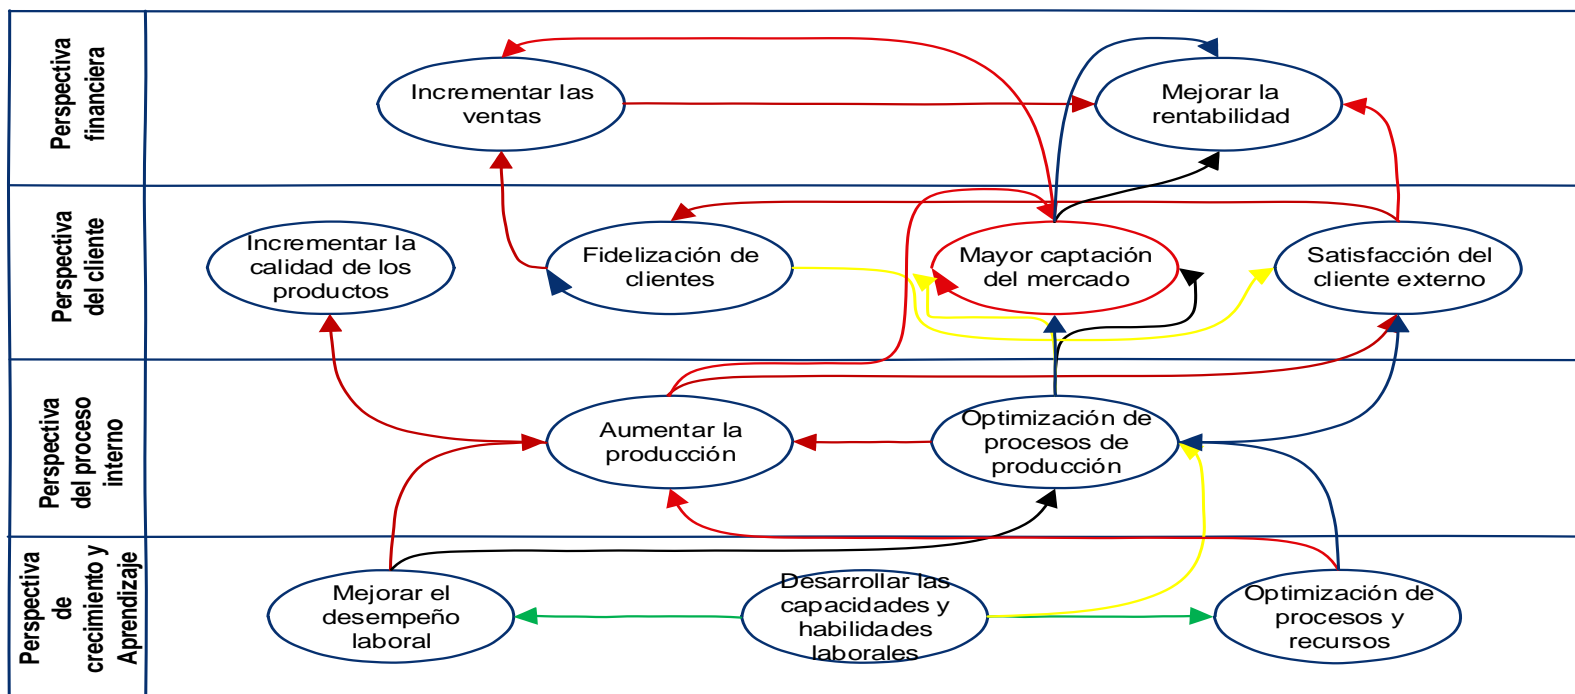 Perspectiva
financiera
Incrementar las
ventas
Mejorar la
rentabilidad
Perspectiva
del cliente
Incrementar la
calidad de los
productos
Fidelización de
clientes
Mayor captación
del mercado
Satisfacción del
cliente externo
Perspectiva
del proceso
interno
Aumentar la
producción
Optimización de
procesos de
producción
Perspectiva
de
crecimiento y
Aprendizaje
Mejorar el
desempeño
laboral
Desarrollar las
capacidades y
habilidades
laborales
Optimización de
procesos y
recursos